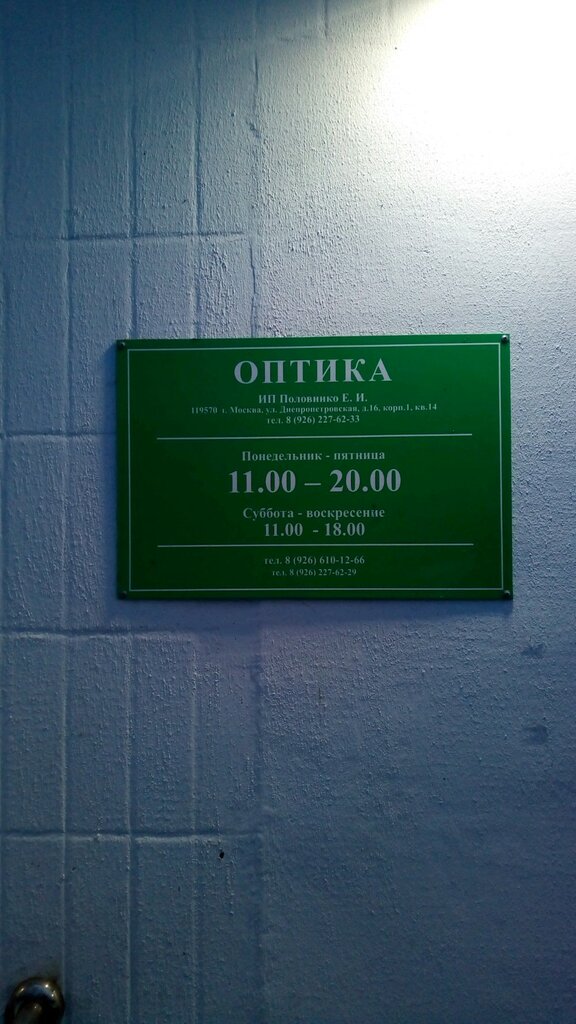 ОПТИКА
ИП Половнико Е. И.
119570 г. Москва, ул. Днепропетровская, д.16, корп.1, кв.14
тел. 8 (926) 227-62-33
Понедельник - пятница
11.00 – 20.00
Суббота - воскресение
11.00 - 18.00
тел. 8 (926) 610-12-66
тел. 8 (926) 227-62-29